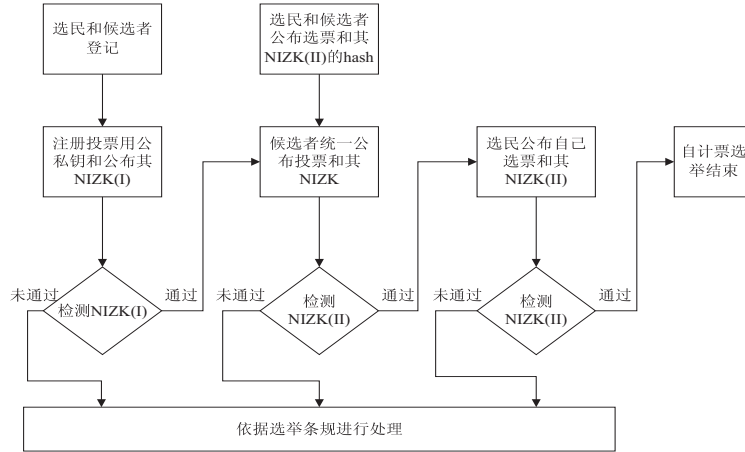 选民和候选者
登记
选民和候选者
公布选票和其
NIZK(II)的hash
注册投票用公
私钥和公布其
NIZK(I)
候选者统一公
布投票和其
NIZK
选民公布自己
选票和其
NIZK(II)
自计票选
举结束
未通过
检测NIZK(I)
通过
未通过
检测
NIZK(II)
通过
未通过
检测
NIZK(II)
通过
依据选举条规进行处理